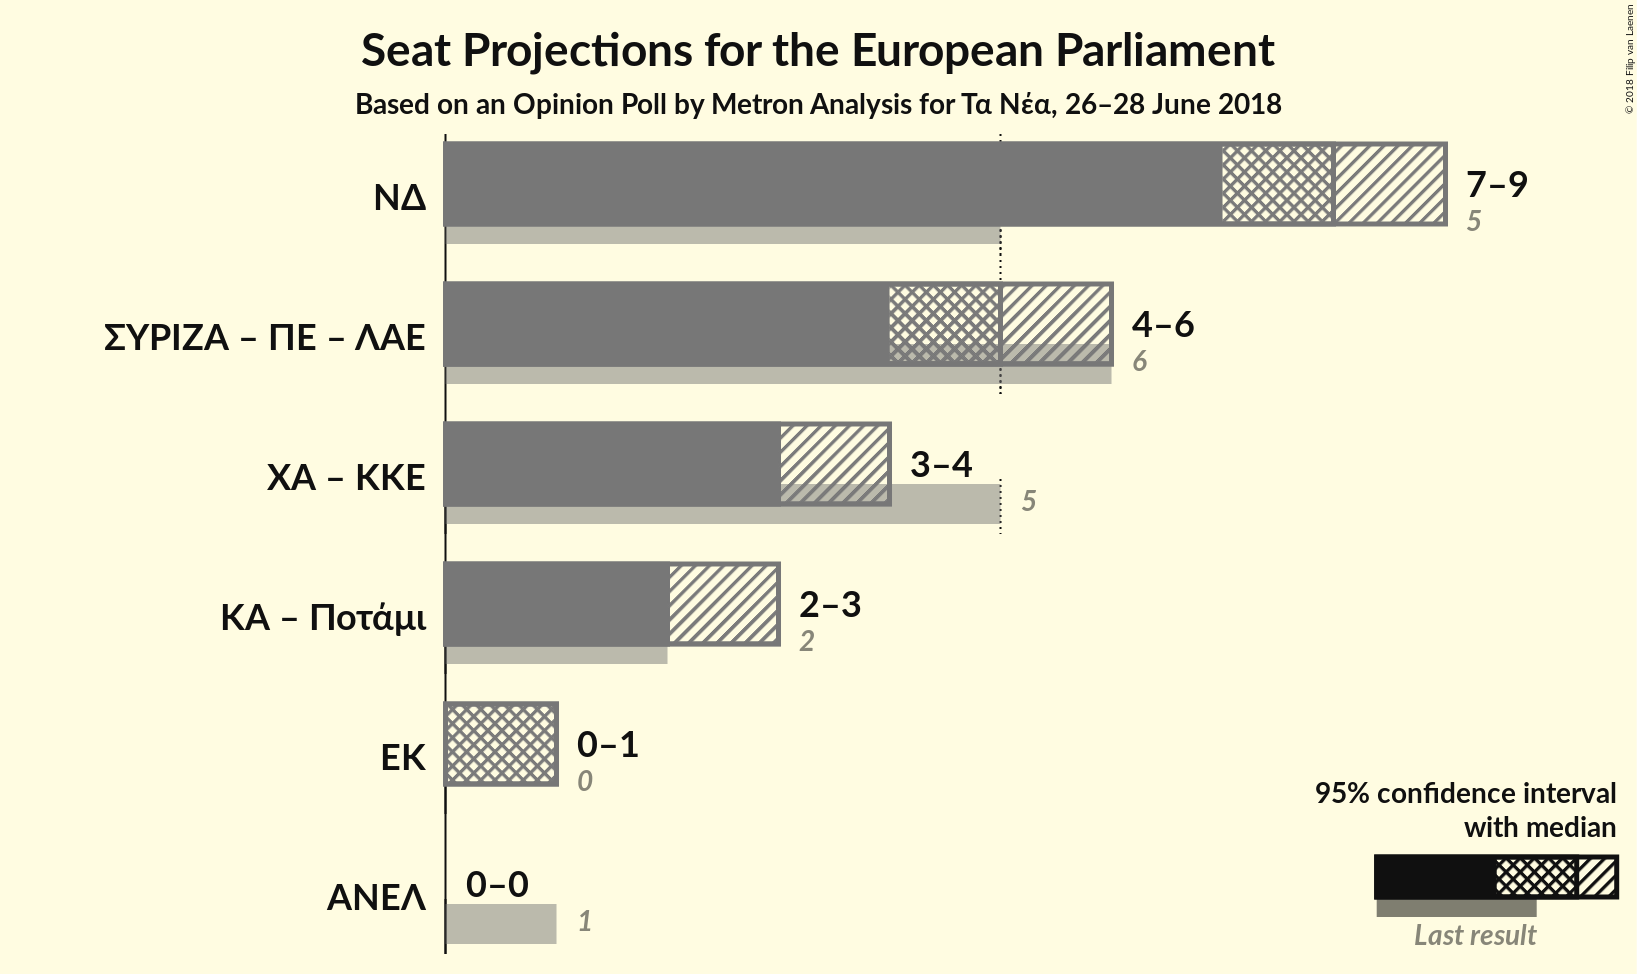 Seat Projections for the European Parliament
Based on an Opinion Poll by Metron Analysis for Τα Νέα, 26–28 June 2018
© 2018 Filip van Laenen
ΝΔ
7–9
5
ΣΥΡΙΖΑ – ΠΕ – ΛΑΕ
4–6
6
ΧΑ – ΚΚΕ
3–4
5
ΚΑ – Ποτάμι
2–3
2
ΕΚ
0–1
0
ΑΝΕΛ
0–0
1
95% confidence interval
with median
Last result